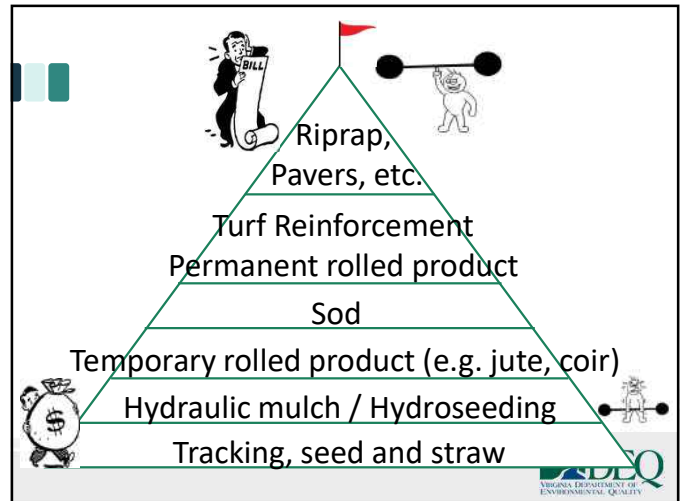 BILL
Riprap,
Pavers, etc.
Turf Reinforcement
Permanent rolled product
Sod
Temporary rolled product (e.g. jute, coir)
Hydraulic mulch / Hydroseeding
$
Tracking, seed and straw
DEQ
VIRGINIA DEPARTMENT OF
ENVIRONMENTAL QUALITY